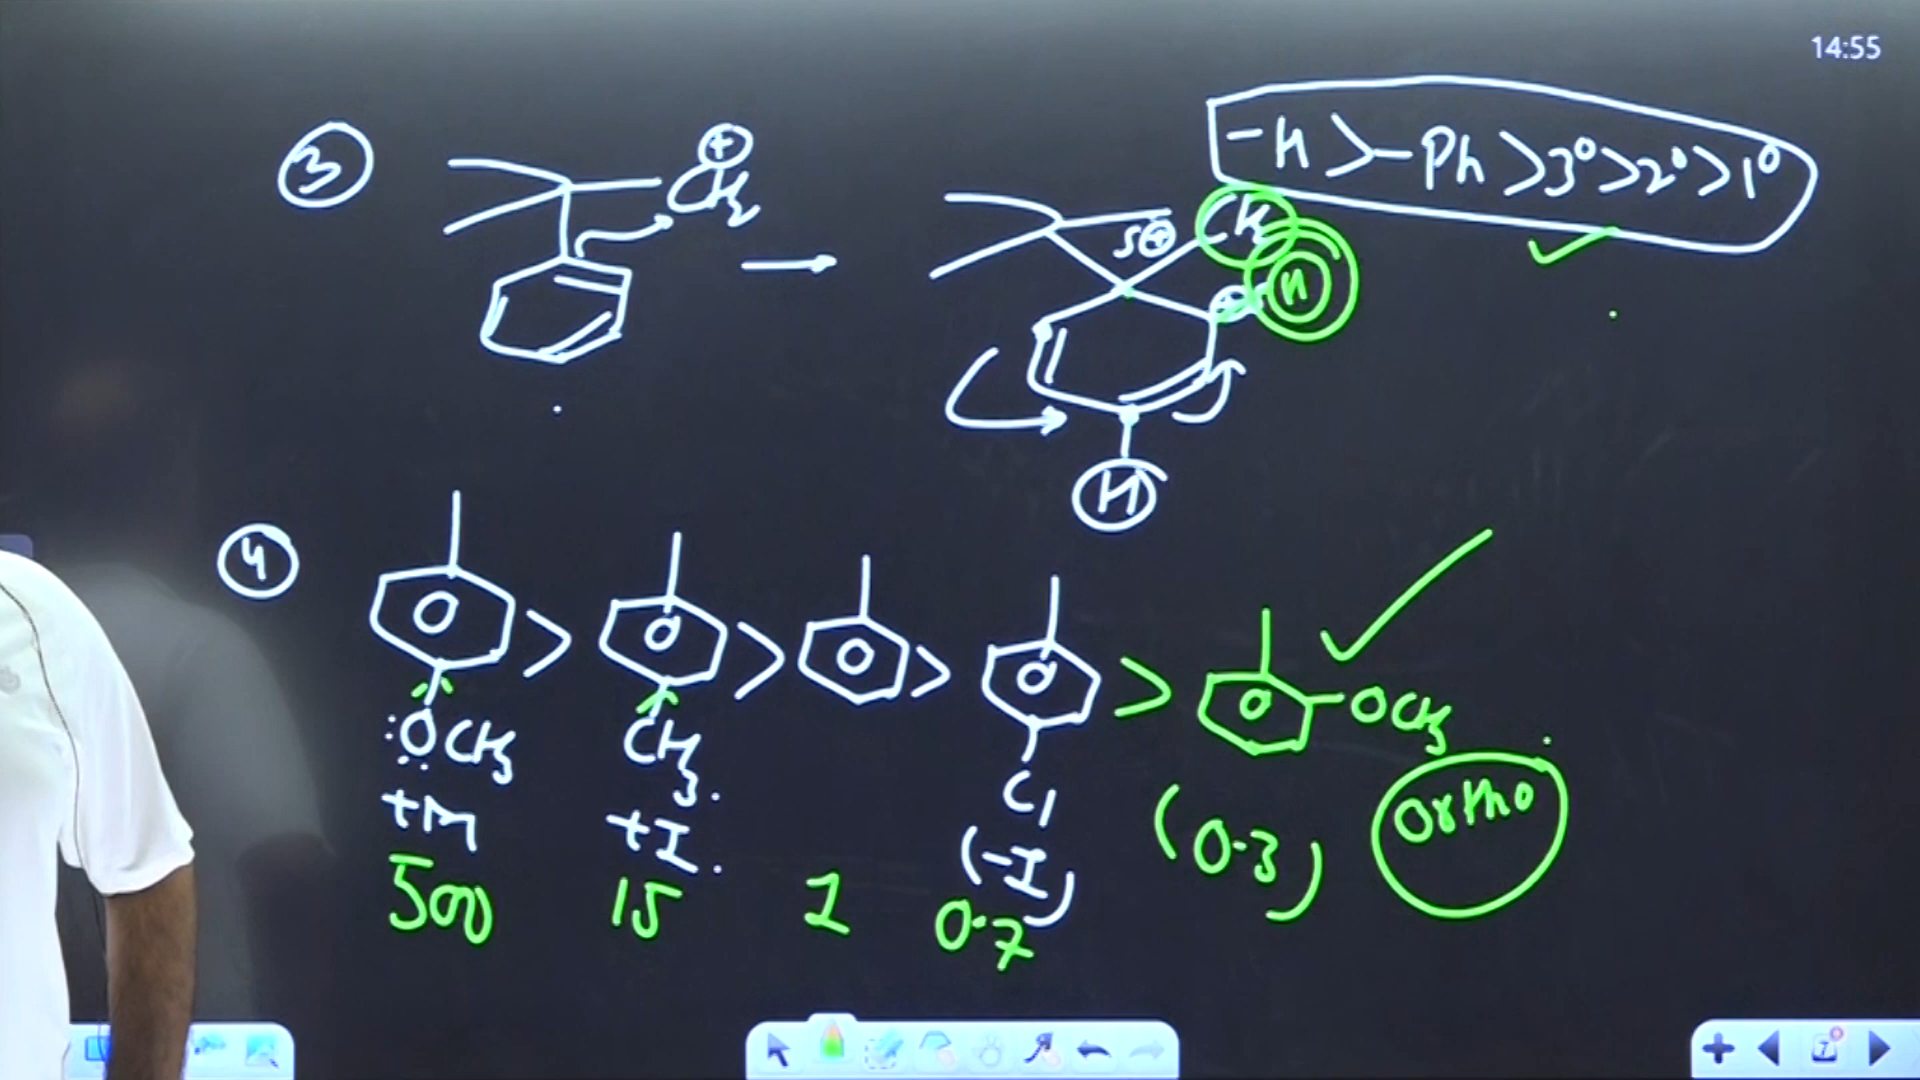 14:55
-H > -Ph > 3° > 2° > 1°
3
⊕
CH2
CH2
S⊕
⊕
H
H
4
> > > >
:OCH3
CH3
Cl
OCH3
+M
+I
(-I)
ortho
500
15
1
0.7
(0.3)
7